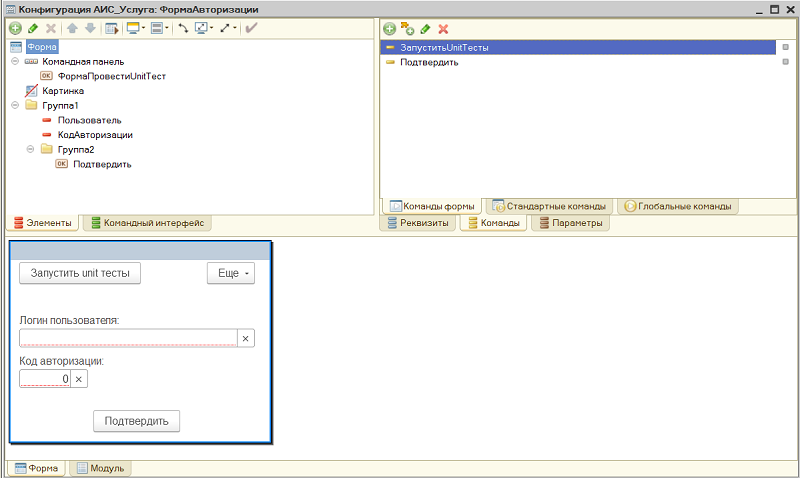 Конфигурация АИС_Услуга: ФормаАвторизации
Форма
Командная панель
OK ФормаПровестиUnitТест
Картинка
Группа1
Пользователь
КодАвторизации
Группа2
OK Подтвердить
Элементы
Командный интерфейс
ЗапуститьUnitТесты
Подтвердить
Команды формы
Стандартные команды
Глобальные команды
Реквизиты
Команды
Параметры
Запустить unit тесты
Еще
Логин пользователя:
Код авторизации:
0
Подтвердить
Форма
Модуль